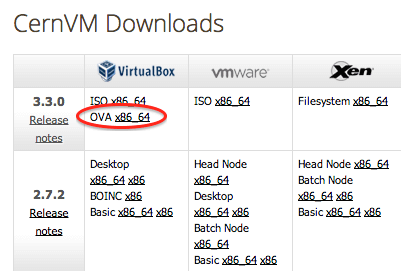 CernVM Downloads
VirtualBox
vmware
Xen
3.3.0
Release
notes
ISO x86_64
OVA x86_64
ISO x86_64
Filesystem x86_64
2.7.2
Release
notes
Desktop
x86_64 x86
BOINC x86
Basic x86_64 x86
Head Node
x86_64
Desktop
x86_64 x86
Batch Node
x86_64
Basic x86_64 x86
Head Node x86_64
Batch Node
x86_64 x86
Basic x86_64 x86